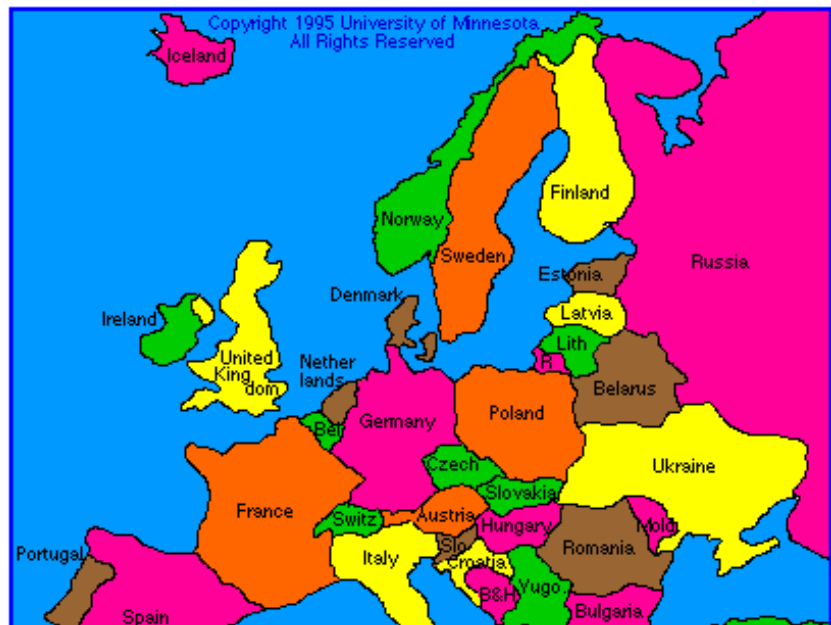 Copyright 1995 University of Minnesota
All Rights Reserved
Iceland
Norway
Finland
Sweden
Russia
Estonia
Denmark
Latvia
Ireland
Lith
R
United
King
dom
Nether
lands
Belarus
Bel
Germany
Poland
Czech
Ukraine
Slovakia
France
Switz
Austria
Hungary
Mold
Portugal
Italy
Slo
Croatia
Romania
Spain
B&H
Yugo.
Bulgaria